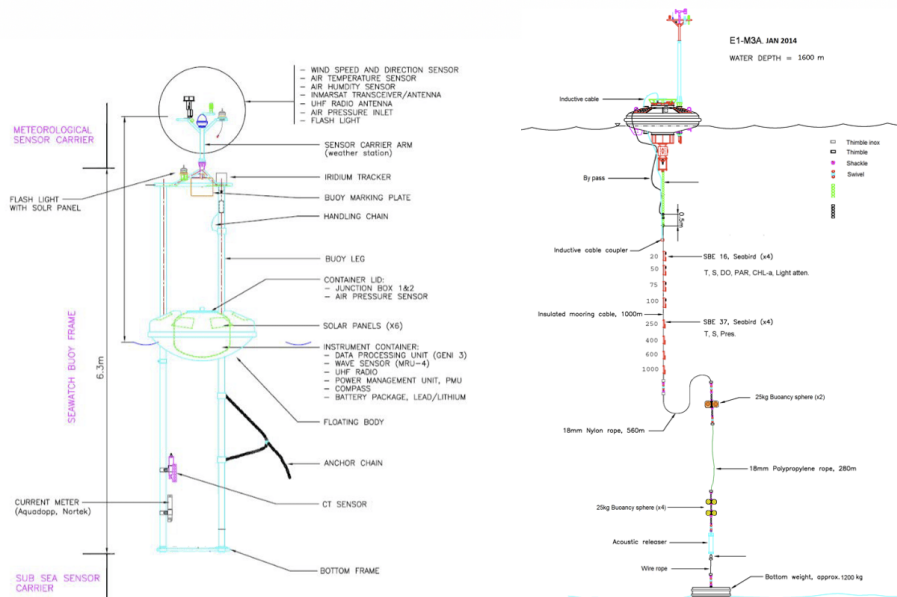 - WIND SPEED AND DIRECTION SENSOR
- AIR TEMPERATURE SENSOR
- AIR HUMDITY SENSOR
- INMARSAT TRANSCEIVER/ANTENNA
- UHF RADIO ANTENNA
- AIR PRESSURE INLET
- FLASH LIGHT
METEOROLOGICAL
SENSOR CARRIER
SENSOR CARRIER ARM
(weather station)
IRIDIUM TRACKER
FLASH LIGHT
WITH SOLR PANEL
BUOY MARKING PLATE
HANDLING CHAIN
BUOY LEG
CONTAINER LID:
- JUNCTION BOX 1&2
- AIR PRESSURE SENSOR
SOLAR PANELS (X6)
SEAWATCH BUOY FRAME
6.3m
INSTRUMENT CONTAINER:
- DATA PROCESSING UNIT (GENI 3)
- WAVE SENSOR (MRU-4)
- UHF RADIO
- POWER MANAGEMENT UNIT, PMU
- COMPASS
- BATTERY PACKAGE, LEAD/LITHIUM
FLOATING BODY
ANCHOR CHAIN
CT SENSOR
CURRENT METER
(Aquadopp, Nortek)
BOTTOM FRAME
SUB SEA SENSOR
CARRIER
E1-M3A. JAN 2014
WATER DEPTH = 1600 m
Inductive cable
Thimble inox
Thimble
Shackle
Swivel
By pass
0.5m
Inductive cable coupler
20
50
75
100
SBE 16, Seabird (x4)
T, S, DO, PAR, CHL-a, Light atten.
Insulated mooring cable, 1000m
250
400
600
1000
SBE 37, Seabird (x4)
T, S, Pres.
25kg Buoancy sphere (x2)
18mm Nylon rope, 560m
18mm Polypropylene rope, 280m
25kg Buoancy sphere (x4)
Acoustic releaser
Wire rope
Bottom weight, approx.1200 kg